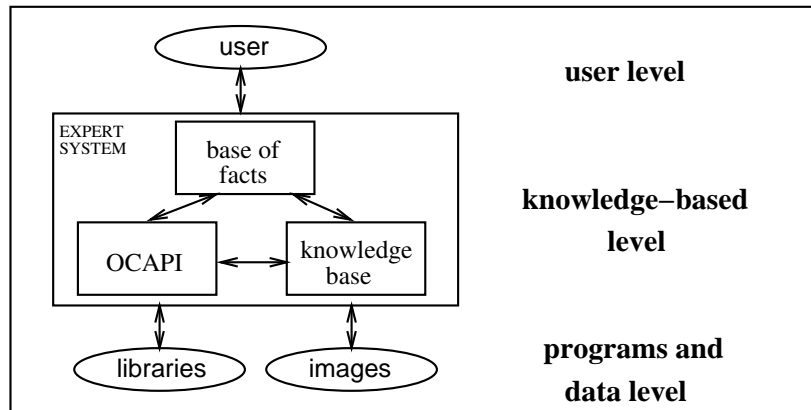 user
user level
EXPERT
SYSTEM
base of
facts
knowledge−based
level
OCAPI
knowledge
base
libraries
images
programs and
data level